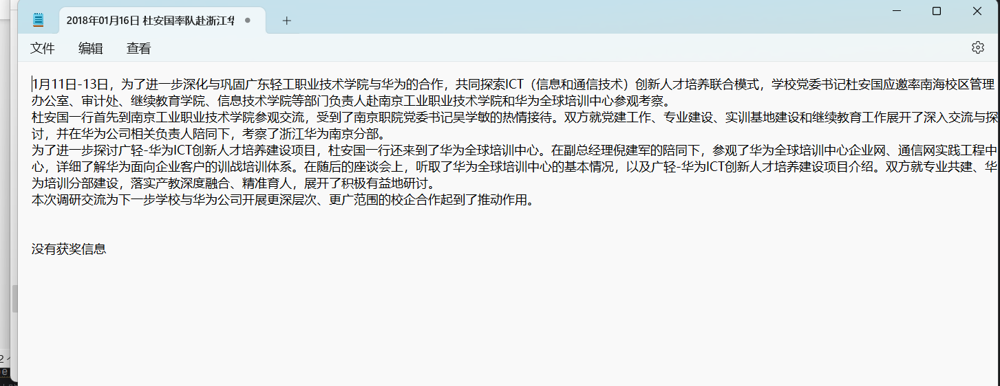 2018年01月16日 杜安国率队赴浙江华
文件 编辑 查看
1月11日-13日，为了进一步深化与巩固广东轻工职业技术学院与华为的合作，共同探索ICT（信息和通信技术）创新人才培养联合模式，学校党委书记杜安国应邀率南海校区管理
办公室、审计处、继续教育学院、信息技术学院等部门负责人赴南京工业职业技术学院和华为全球培训中心参观考察。
杜安国一行首先到南京工业职业技术学院参观交流，受到了南京职院党委书记吴学敏的热情接待。双方就党建工作、专业建设、实训基地建设和继续教育工作展开了深入交流与探
讨，并在华为公司相关负责人陪同下，考察了浙江华为南京分部。
为了进一步探讨广轻-华为ICT创新人才培养建设项目，杜安国一行还来到了华为全球培训中心。在副总经理倪建军的陪同下，参观了华为全球培训中心企业网、通信网实践工程中
心，详细了解华为面向企业客户的训战培训体系。在随后的座谈会上，听取了华为全球培训中心的基本情况，以及广轻-华为ICT创新人才培养建设项目介绍。双方就专业共建、华
为培训分部建设，落实产教深度融合、精准育人，展开了积极有益地研讨。
本次调研交流为下一步学校与华为公司开展更深层次、更广范围的校企合作起到了推动作用。
没有获奖信息